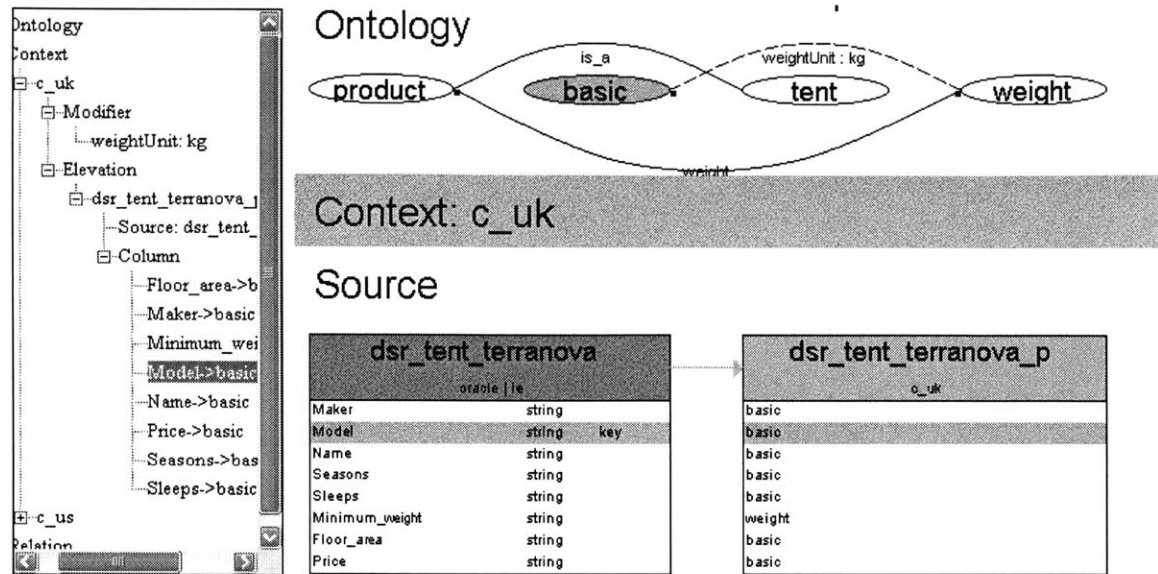 Ontology
Context
c_uk
Modifier
weightUnit: kg
Elevation
dsr_tent_terranova_p
Source: dsr_tent_
Column
Floor_area->b
Maker->basic
Minimum_wei
Model->basic
Name->basic
Price->basic
Seasons->bas
Sleeps->basic
c_us
Relation
Ontology
is_a
weightUnit : kg
product
basic
tent
weight
weight
Context: c_uk
Source
dsr_tent_terranova
oracle | le
Maker string
Model string key
Name string
Seasons string
Sleeps string
Minimum_weight string
Floor_area string
Price string
dsr_tent_terranova_p
c_uk
basic
basic
basic
basic
basic
weight
basic
basic